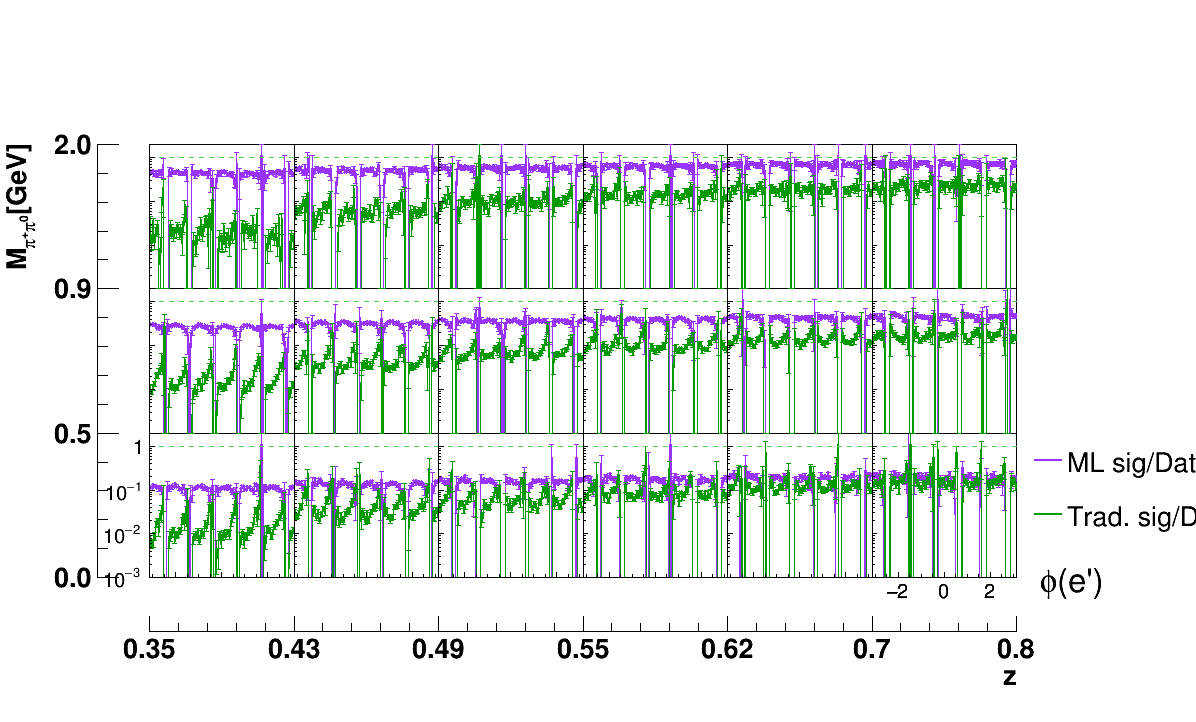 2.0
M π⁺π⁰ [GeV]
0.9
0.5
1
10⁻¹
10⁻²
10⁻³
0.0
ML sig/Dat
Trad. sig/D
−2 0 2
ϕ(e')
0.35 0.43 0.49 0.55 0.62 0.7 0.8
z